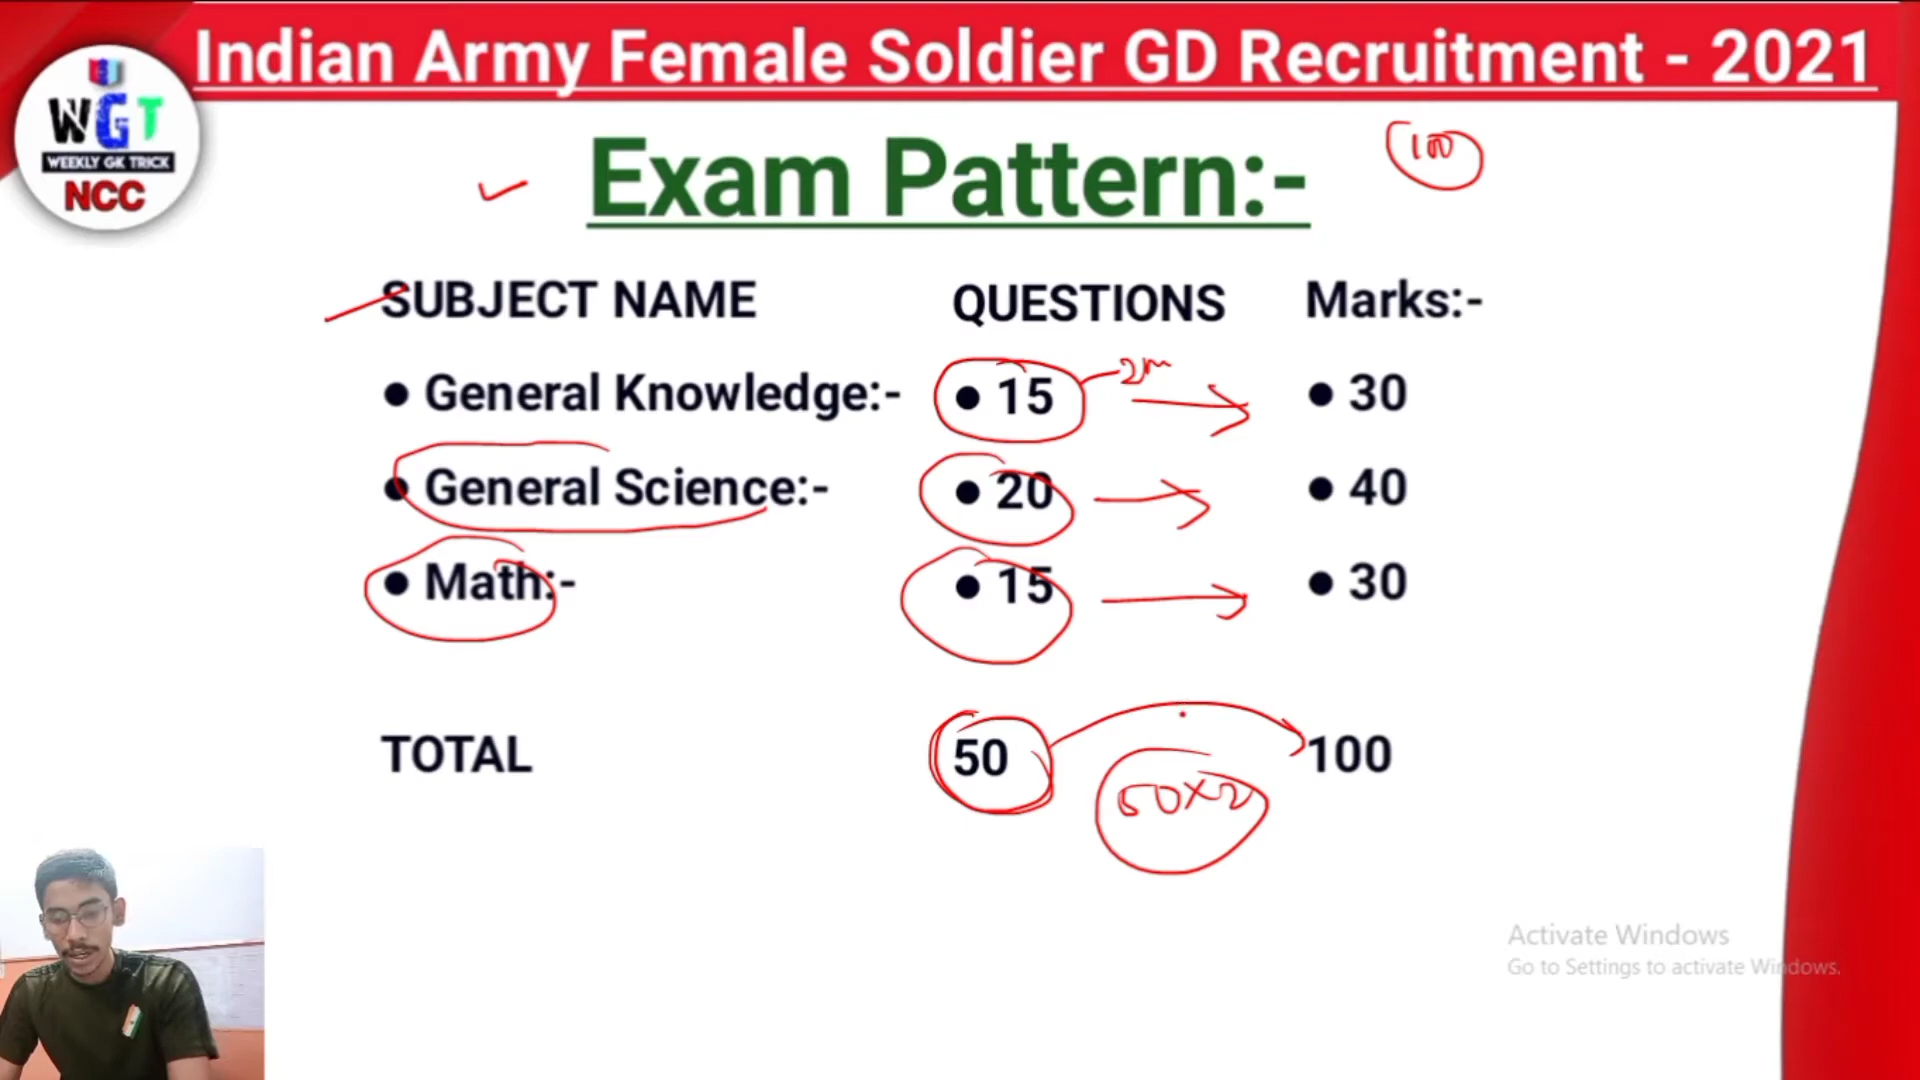 Indian Army Female Soldier GD Recruitment - 2021
WGT
WEEKLY GK TRICK
NCC
Exam Pattern:-
100
SUBJECT NAME QUESTIONS Marks:-
● General Knowledge:- ● 15 2m ● 30
● General Science:- ● 20 ● 40
● Math:- ● 15 ● 30
TOTAL 50 100
50×2
Activate Windows
Go to Settings to activate Windows.